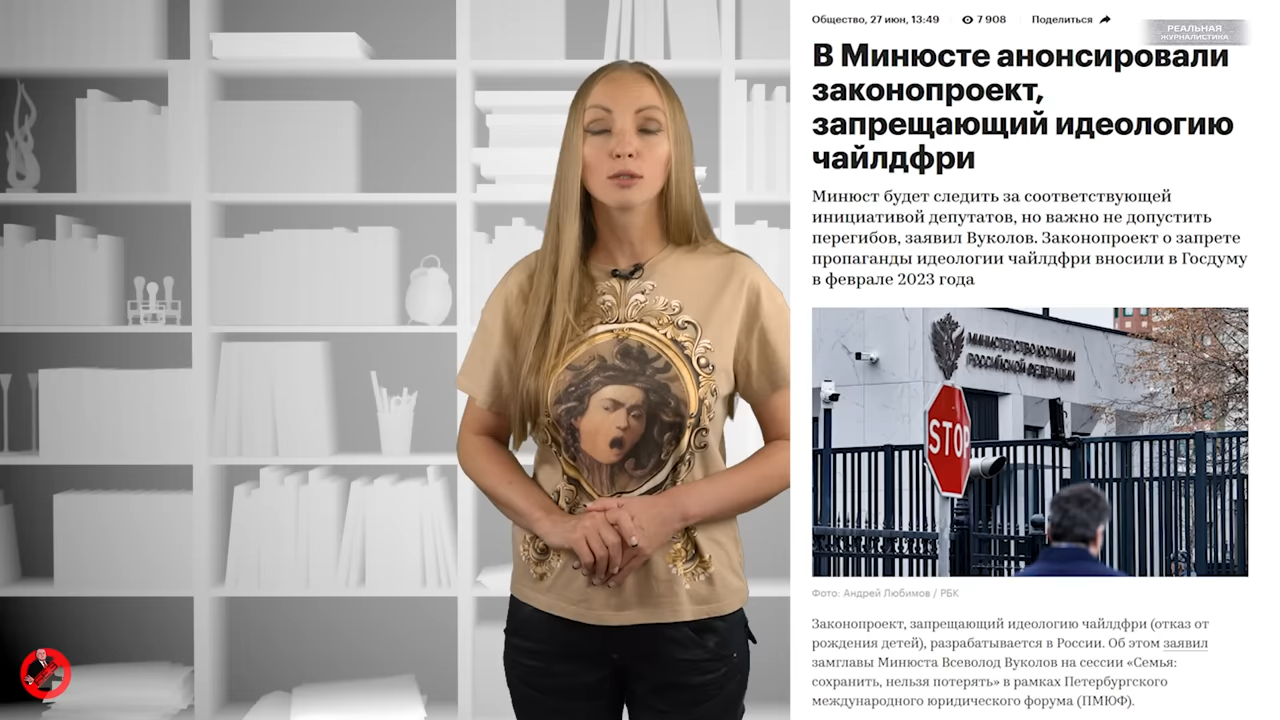 Общество, 27 июн, 13:49 7 908 Поделиться
РЕАЛЬНАЯ
ЖУРНАЛИСТИКА
В Минюсте анонсировали
законопроект,
запрещающий идеологию
чайлдфри
Минюст будет следить за соответствующей
инициативой депутатов, но важно не допустить
перегибов, заявил Вуколов. Законопроект о запрете
пропаганды идеологии чайлдфри вносили в Госдуму
в феврале 2023 года
МИНИСТЕРСТВО ЮСТИЦИИ
РОССИЙСКОЙ ФЕДЕРАЦИИ
STOP
Фото: Андрей Любимов / РБК
Законопроект, запрещающий идеологию чайлдфри (отказ от
рождения детей), разрабатывается в России. Об этом заявил
замглавы Минюста Всеволод Вуколов на сессии «Семья:
сохранить, нельзя потерять» в рамках Петербургского
международного юридического форума (ПМЮФ).